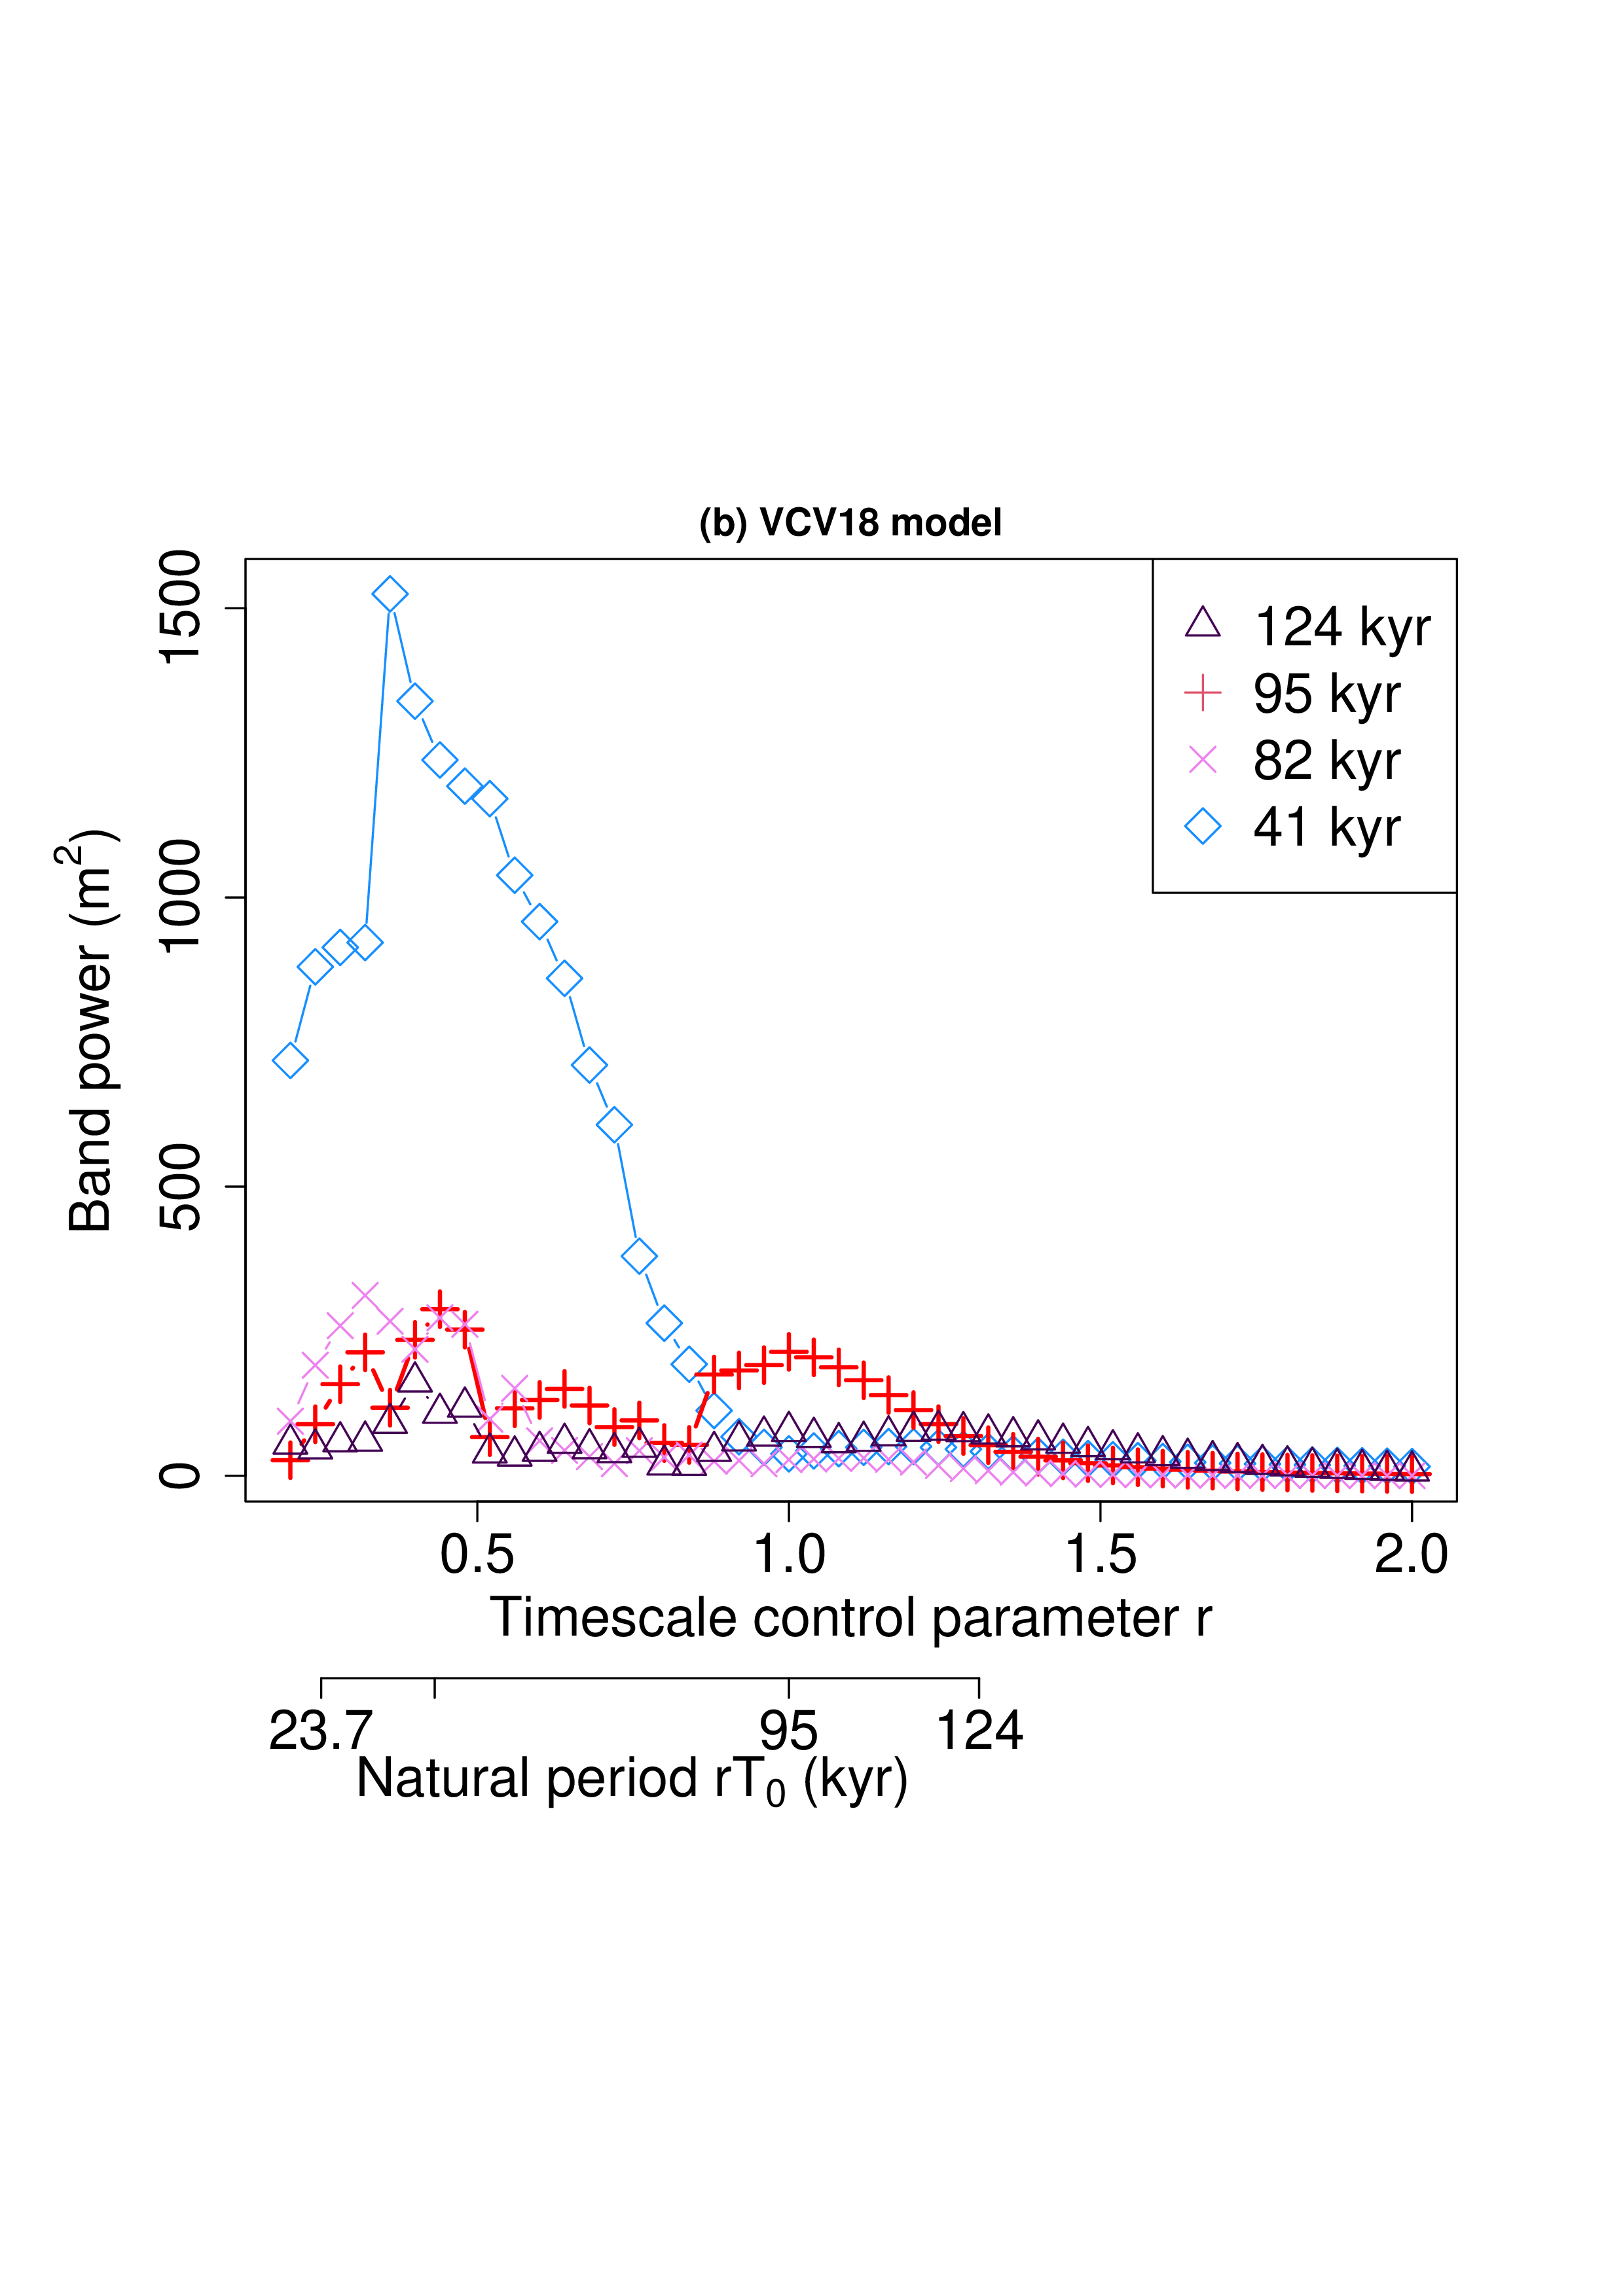 (b) VCV18 model
124 kyr
95 kyr
82 kyr
41 kyr
Band power (m²)
1500
1000
500
0
0.5 1.0 1.5 2.0
Timescale control parameter r
23.7 95 124
Natural period rT₀ (kyr)